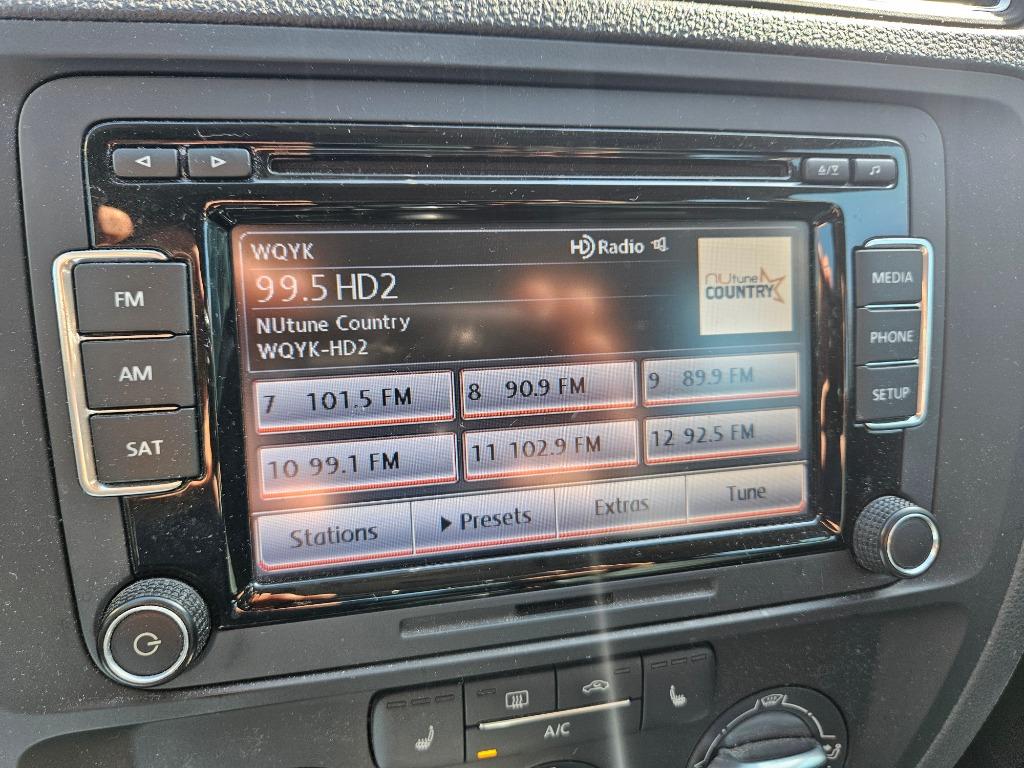 WQYK
HD Radio
99.5 HD2
NUtune Country
WQYK-HD2
NUtune
COUNTRY
7 101.5 FM
8 90.9 FM
9 89.9 FM
10 99.1 FM
11 102.9 FM
12 92.5 FM
Stations
Presets
Extras
Tune
FM
AM
SAT
MEDIA
PHONE
SETUP
A/C